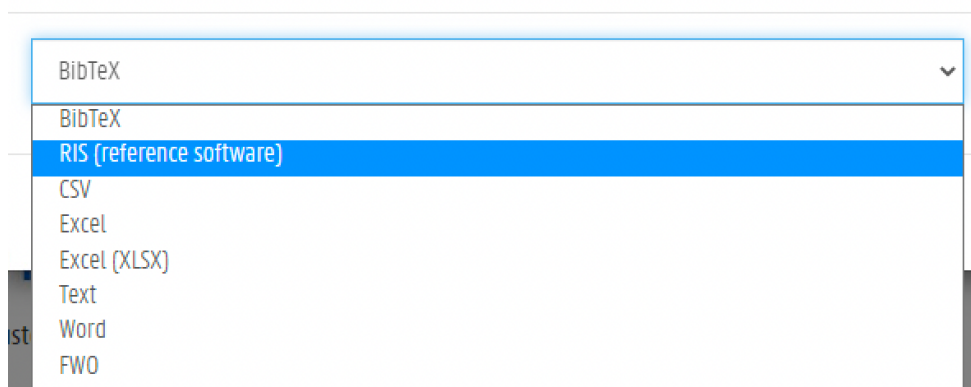 BibTeX
BibTeX
RIS (reference software)
CSV
Excel
Excel (XLSX)
Text
Word
FWO